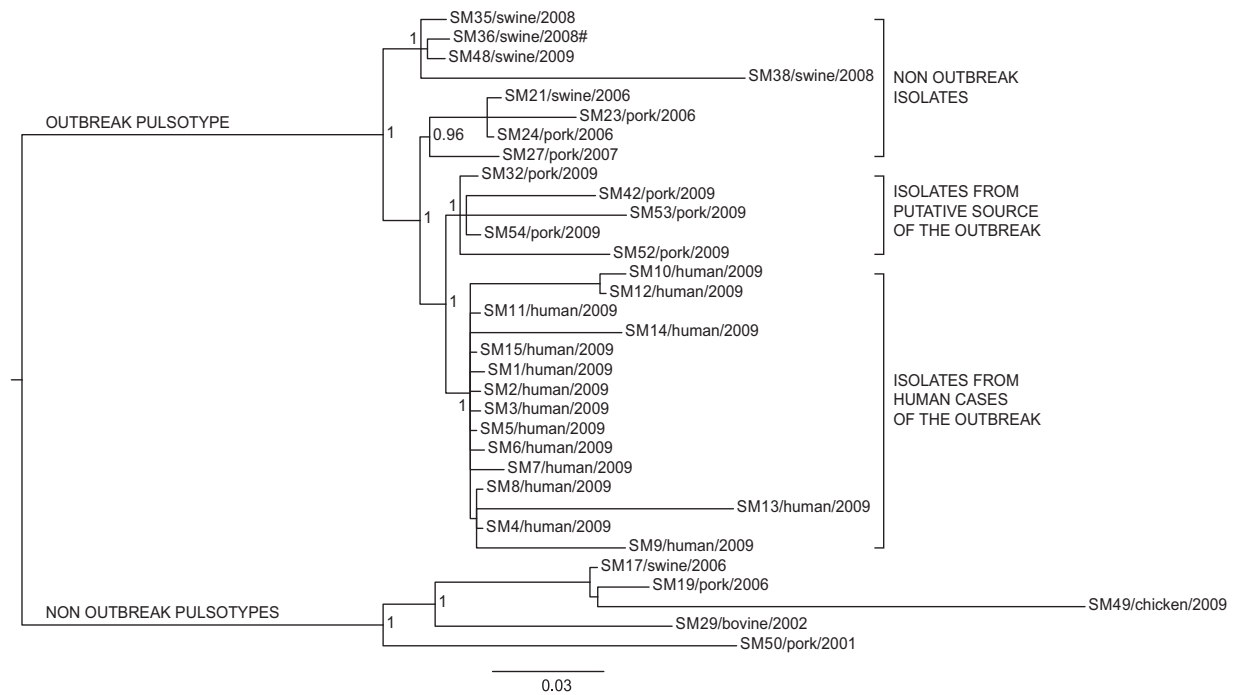 SM35/swine/2008
SM36/swine/2008#
SM48/swine/2009
SM38/swine/2008
1
NON OUTBREAK
ISOLATES
SM21/swine/2006
SM23/pork/2006
SM24/pork/2006
SM27/pork/2007
0.96
OUTBREAK PULSOTYPE
1
SM32/pork/2009
SM42/pork/2009
SM53/pork/2009
SM54/pork/2009
SM52/pork/2009
1
1
ISOLATES FROM
PUTATIVE SOURCE
OF THE OUTBREAK
SM10/human/2009
SM12/human/2009
SM11/human/2009
SM14/human/2009
SM15/human/2009
SM1/human/2009
SM2/human/2009
SM3/human/2009
SM5/human/2009
SM6/human/2009
SM7/human/2009
SM8/human/2009
SM13/human/2009
SM4/human/2009
SM9/human/2009
1
1
ISOLATES FROM
HUMAN CASES
OF THE OUTBREAK
SM17/swine/2006
SM19/pork/2006
SM49/chicken/2009
SM29/bovine/2002
SM50/pork/2001
NON OUTBREAK PULSOTYPES
1
1
0.03